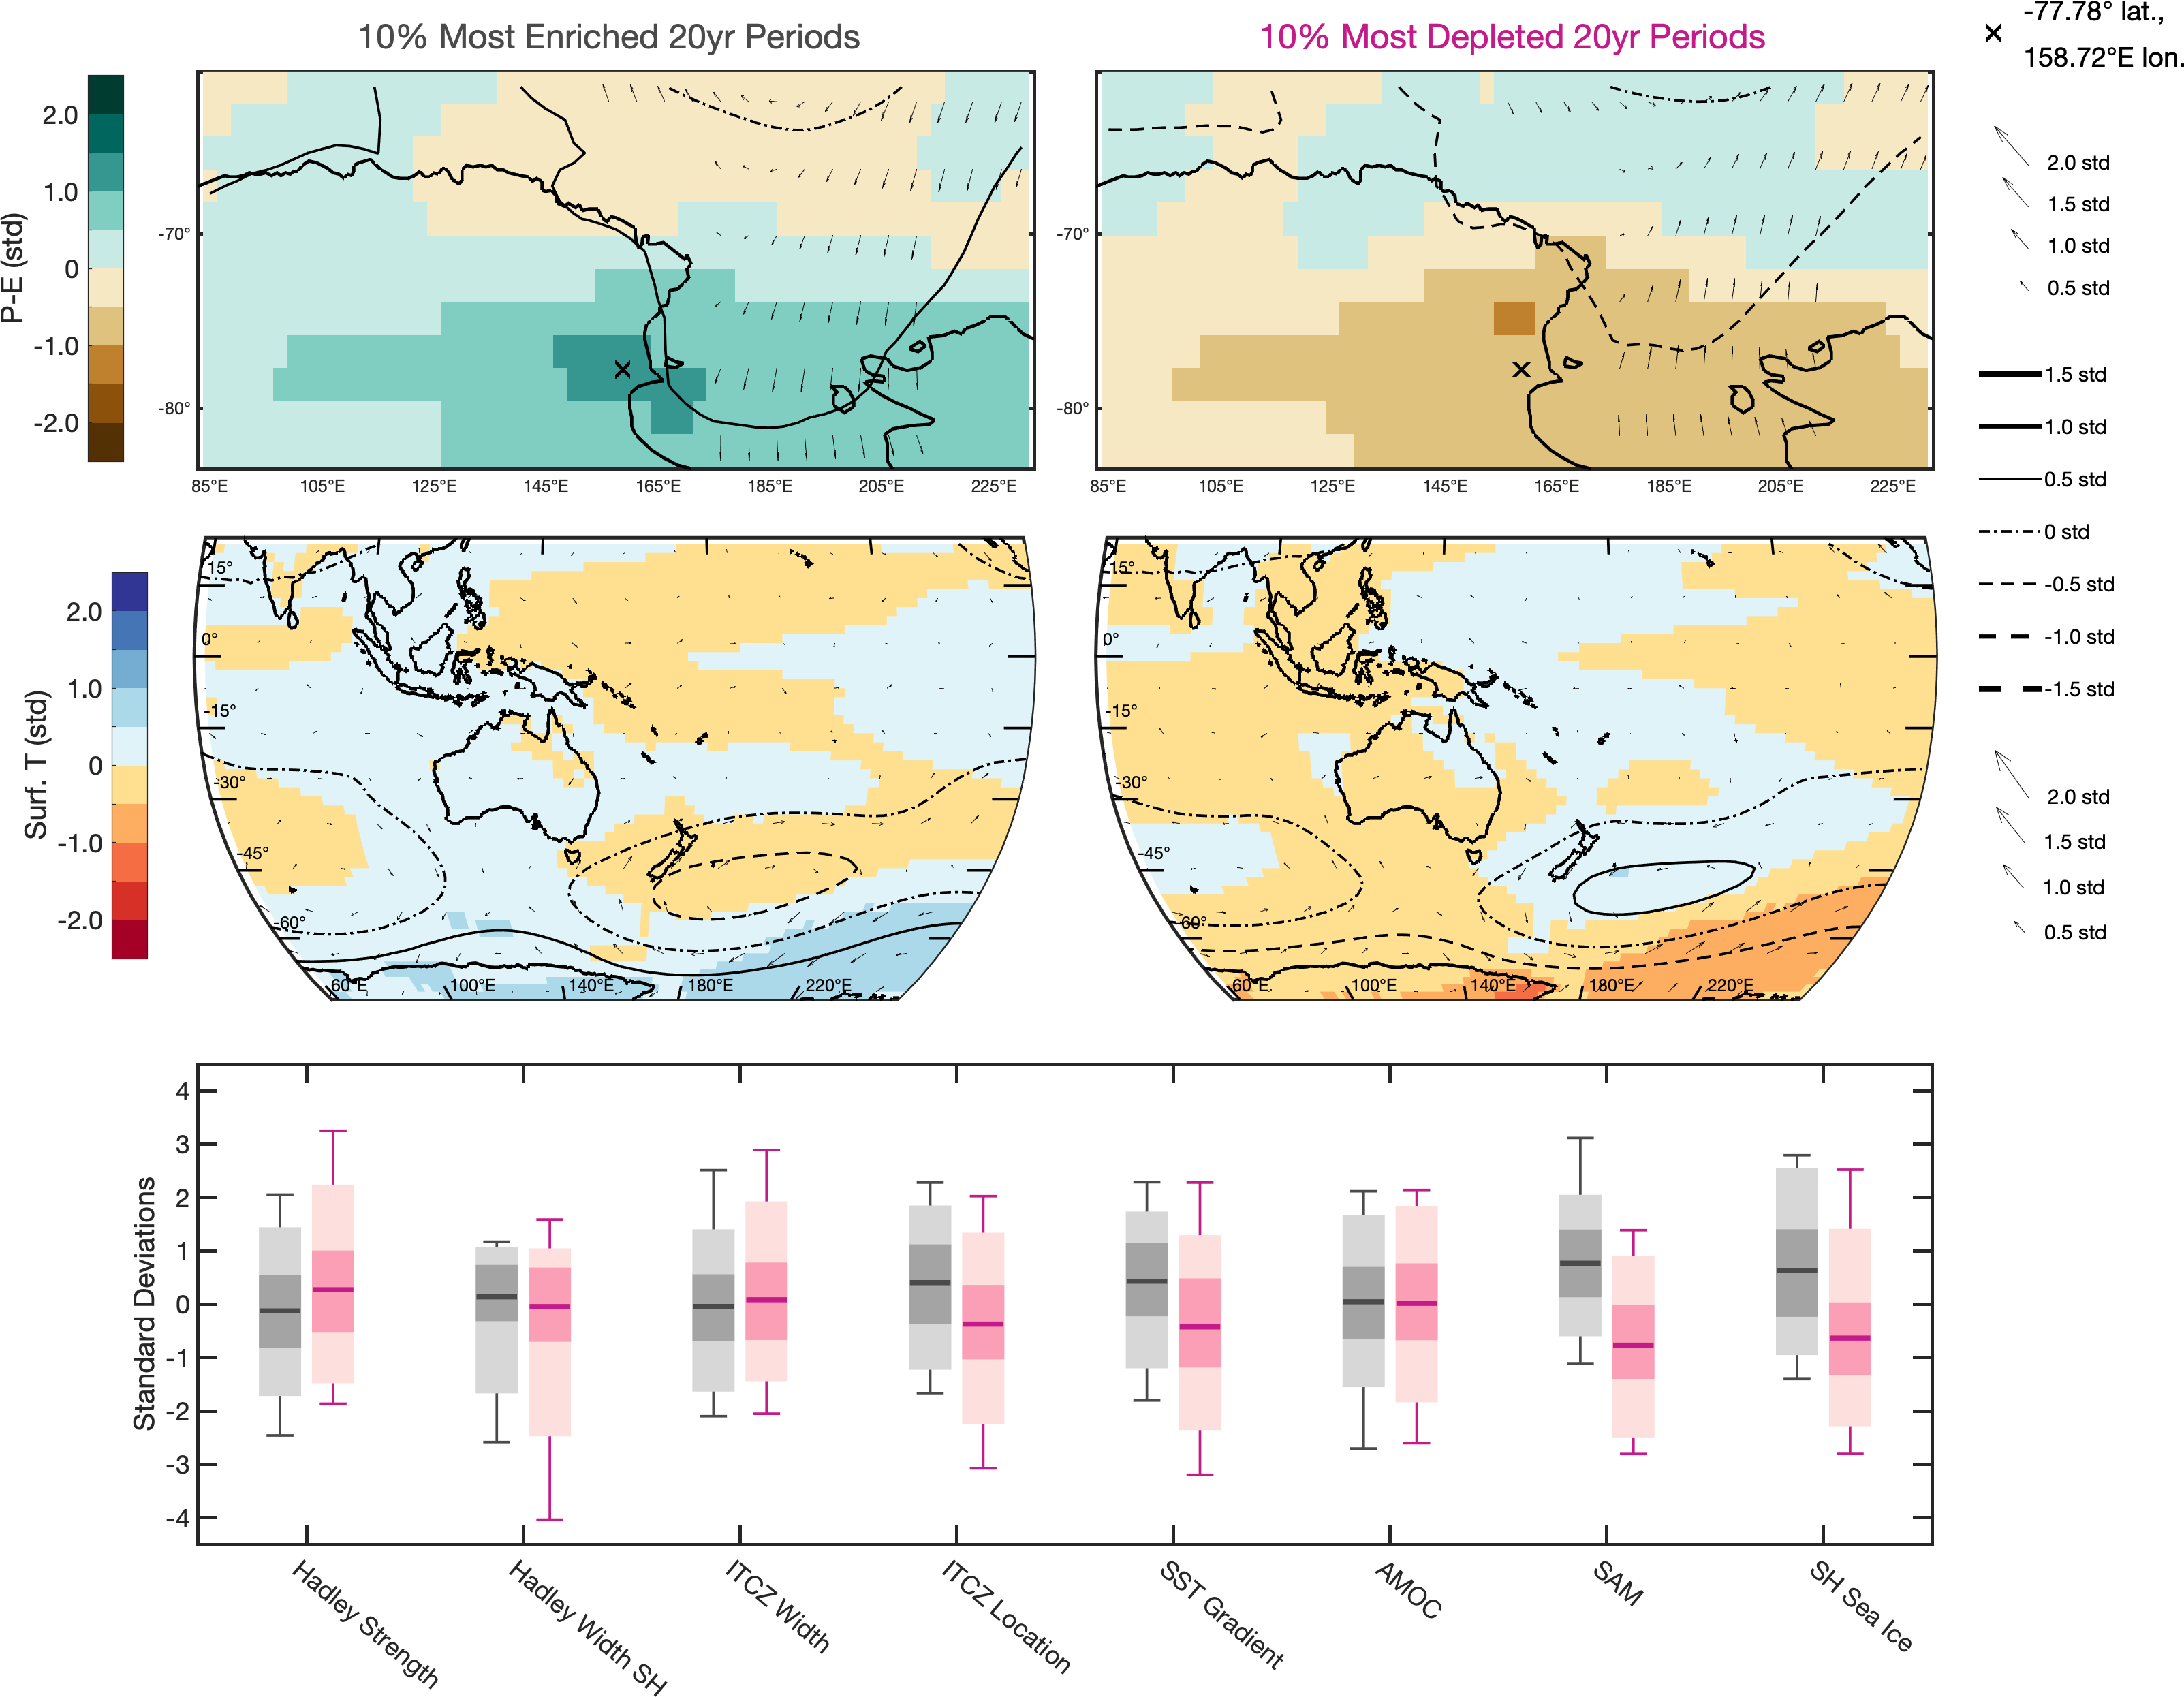 10% Most Enriched 20yr Periods
10% Most Depleted 20yr Periods
-77.78° lat.,
158.72°E lon.
P-E (std)
2.0
1.0
0
-1.0
-2.0
-70°
-80°
85°E 105°E 125°E 145°E 165°E 185°E 205°E 225°E
-70°
-80°
85°E 105°E 125°E 145°E 165°E 185°E 205°E 225°E
2.0 std
1.5 std
1.0 std
0.5 std
1.5 std
1.0 std
0.5 std
0 std
-0.5 std
-1.0 std
-1.5 std
Surf. T (std)
2.0
1.0
0
-1.0
-2.0
15°
0°
-15°
-30°
-45°
-60°
60°E 100°E 140°E 180°E 220°E
15°
0°
-15°
-30°
-45°
-60°
60°E 100°E 140°E 180°E 220°E
2.0 std
1.5 std
1.0 std
0.5 std
Standard Deviations
4
3
2
1
0
-1
-2
-3
-4
Hadley Strength
Hadley Width SH
ITCZ Width
ITCZ Location
SST Gradient
AMOC
SAM
SH Sea Ice